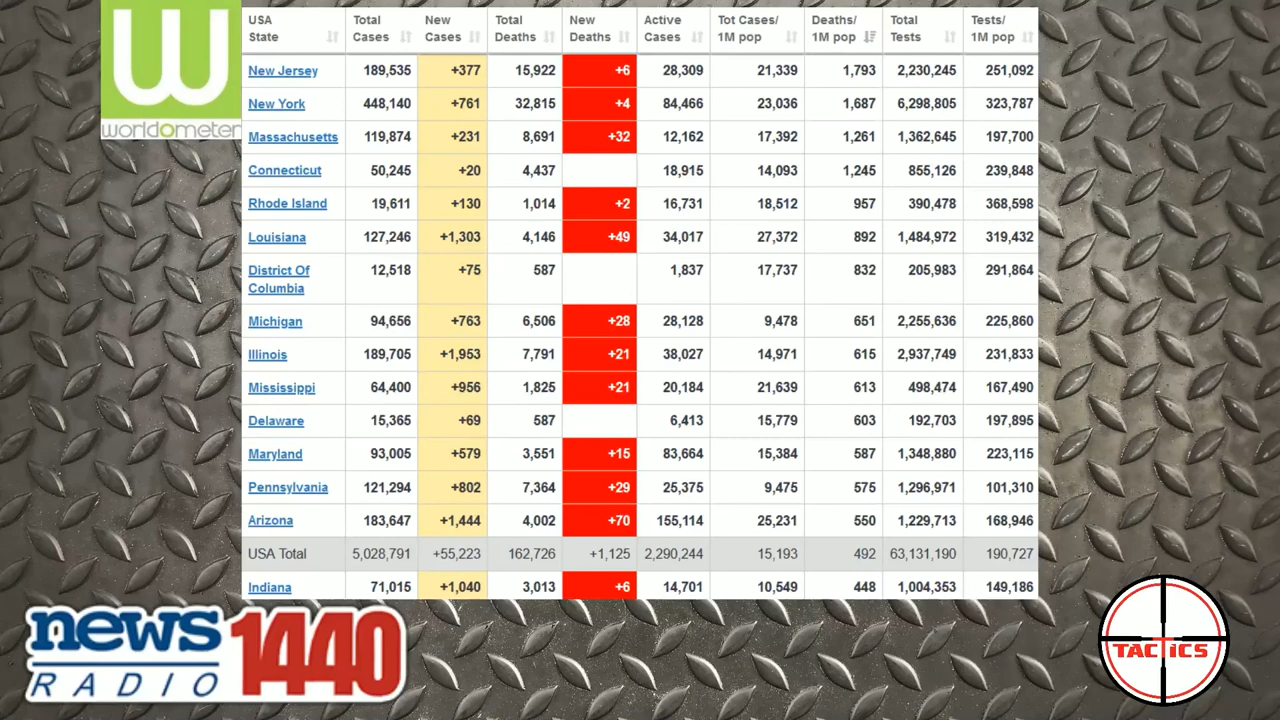 W
worldometer
USA State Total Cases New Cases Total Deaths New Deaths Active Cases Tot Cases/ 1M pop Deaths/ 1M pop Total Tests Tests/ 1M pop
New Jersey 189,535 +377 15,922 +6 28,309 21,339 1,793 2,230,245 251,092
New York 448,140 +761 32,815 +4 84,466 23,036 1,687 6,298,805 323,787
Massachusetts 119,874 +231 8,691 +32 12,162 17,392 1,261 1,362,645 197,700
Connecticut 50,245 +20 4,437 18,915 14,093 1,245 855,126 239,848
Rhode Island 19,611 +130 1,014 +2 16,731 18,512 957 390,478 368,598
Louisiana 127,246 +1,303 4,146 +49 34,017 27,372 892 1,484,972 319,432
District Of Columbia 12,518 +75 587 1,837 17,737 832 205,983 291,864
Michigan 94,656 +763 6,506 +28 28,128 9,478 651 2,255,636 225,860
Illinois 189,705 +1,953 7,791 +21 38,027 14,971 615 2,937,749 231,833
Mississippi 64,400 +956 1,825 +21 20,184 21,639 613 498,474 167,490
Delaware 15,365 +69 587 6,413 15,779 603 192,703 197,895
Maryland 93,005 +579 3,551 +15 83,664 15,384 587 1,348,880 223,115
Pennsylvania 121,294 +802 7,364 +29 25,375 9,475 575 1,296,971 101,310
Arizona 183,647 +1,444 4,002 +70 155,114 25,231 550 1,229,713 168,946
USA Total 5,028,791 +55,223 162,726 +1,125 2,290,244 15,193 492 63,131,190 190,727
Indiana 71,015 +1,040 3,013 +6 14,701 10,549 448 1,004,353 149,186
news 1440
RADIO
TACTICS